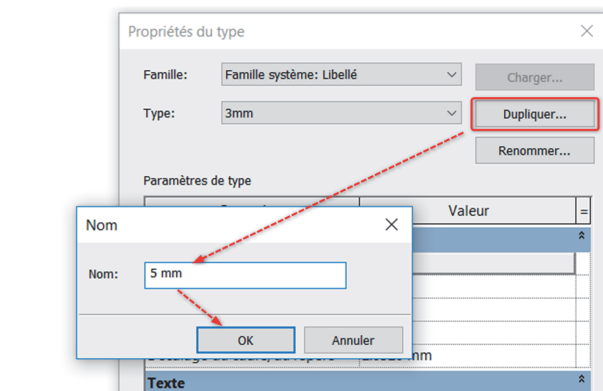 Propriétés du type
Famille: Famille système: Libellé Charger...
Type: 3mm Dupliquer...
Renommer...
Paramètres de type
Valeur =
Nom
Nom: 5 mm
OK Annuler
mm
Texte